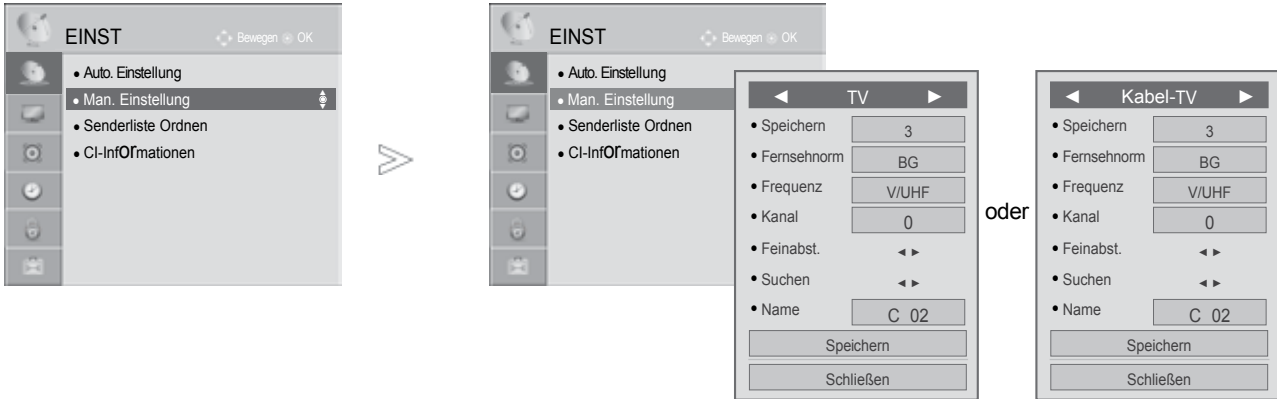 EINST
Bewegen OK
• Auto. Einstellung
• Man. Einstellung
• Senderliste Ordnen
• CI-Informationen
EINST
Bewegen OK
• Auto. Einstellung
• Man. Einstellung
• Senderliste Ordnen
• CI-Informationen
◄ TV ►
• Speichern 3
• Fernsehnorm BG
• Frequenz V/UHF
• Kanal 0
• Feinabst. ◄ ►
• Suchen ◄ ►
• Name C 02
Speichern
Schließen
oder
◄ Kabel-TV ►
• Speichern 3
• Fernsehnorm BG
• Frequenz V/UHF
• Kanal 0
• Feinabst. ◄ ►
• Suchen ◄ ►
• Name C 02
Speichern
Schließen